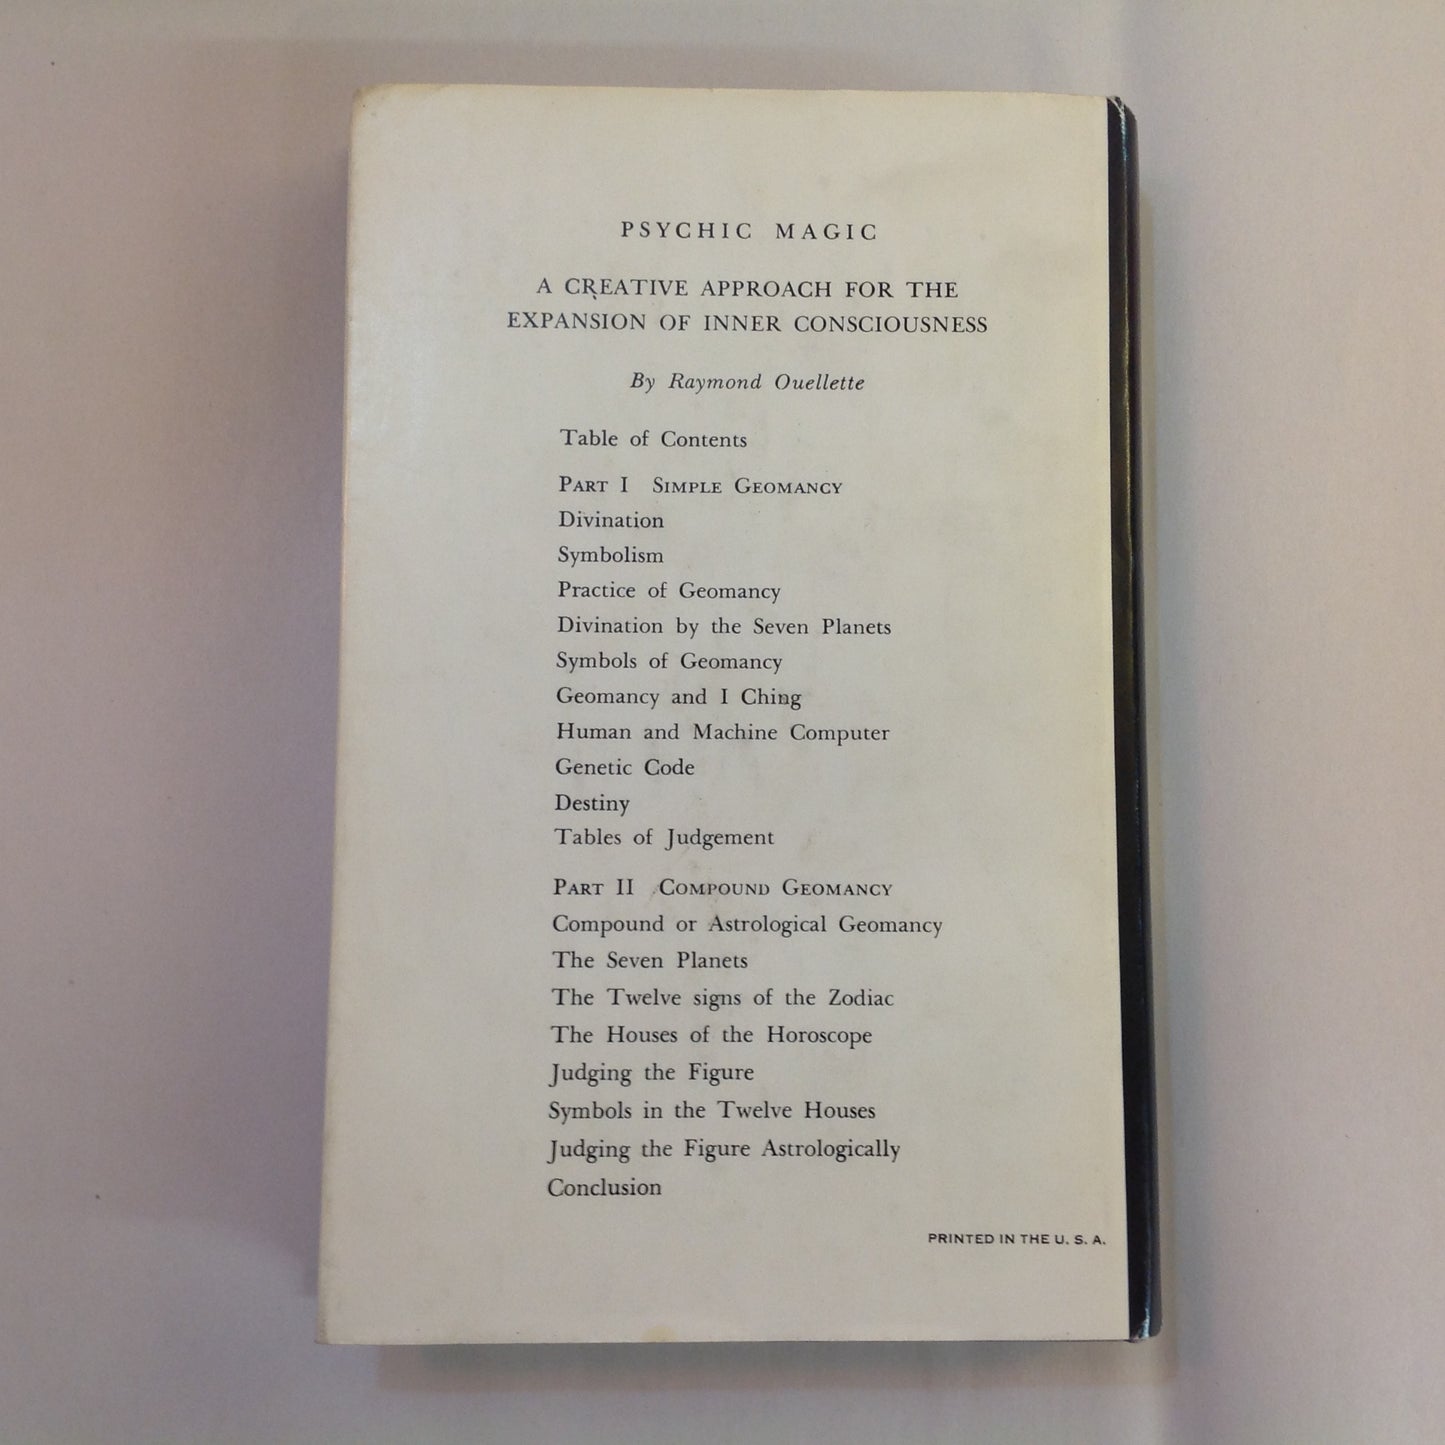 PSYCHIC MAGIC
A CREATIVE APPROACH FOR THE
EXPANSION OF INNER CONSCIOUSNESS
By Raymond Ouellette
Table of Contents
PART I SIMPLE GEOMANCY
Divination
Symbolism
Practice of Geomancy
Divination by the Seven Planets
Symbols of Geomancy
Geomancy and I Ching
Human and Machine Computer
Genetic Code
Destiny
Tables of Judgement
PART II COMPOUND GEOMANCY
Compound or Astrological Geomancy
The Seven Planets
The Twelve signs of the Zodiac
The Houses of the Horoscope
Judging the Figure
Symbols in the Twelve Houses
Judging the Figure Astrologically
Conclusion
PRINTED IN THE U. S. A.